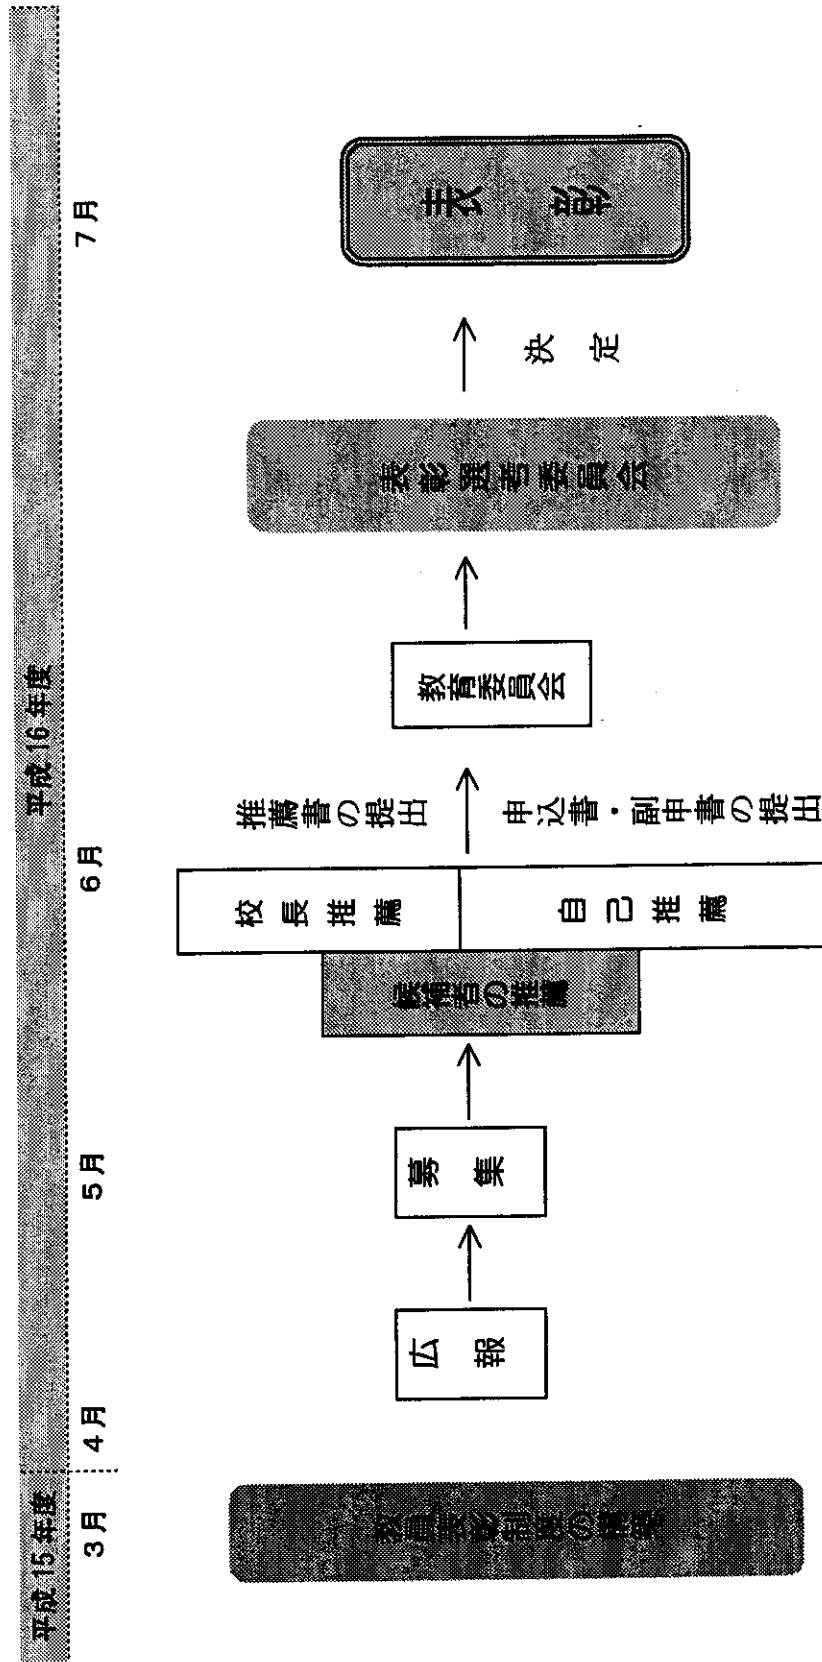 平成15年度
平成16年度
3月
4月
5月
6月
7月
教員表彰制度の構築
広報
募集
候補者の推薦
校長推薦
自己推薦
推薦書の提出
申込書・副申書の提出
教育委員会
表彰選考委員会
決定
表彰